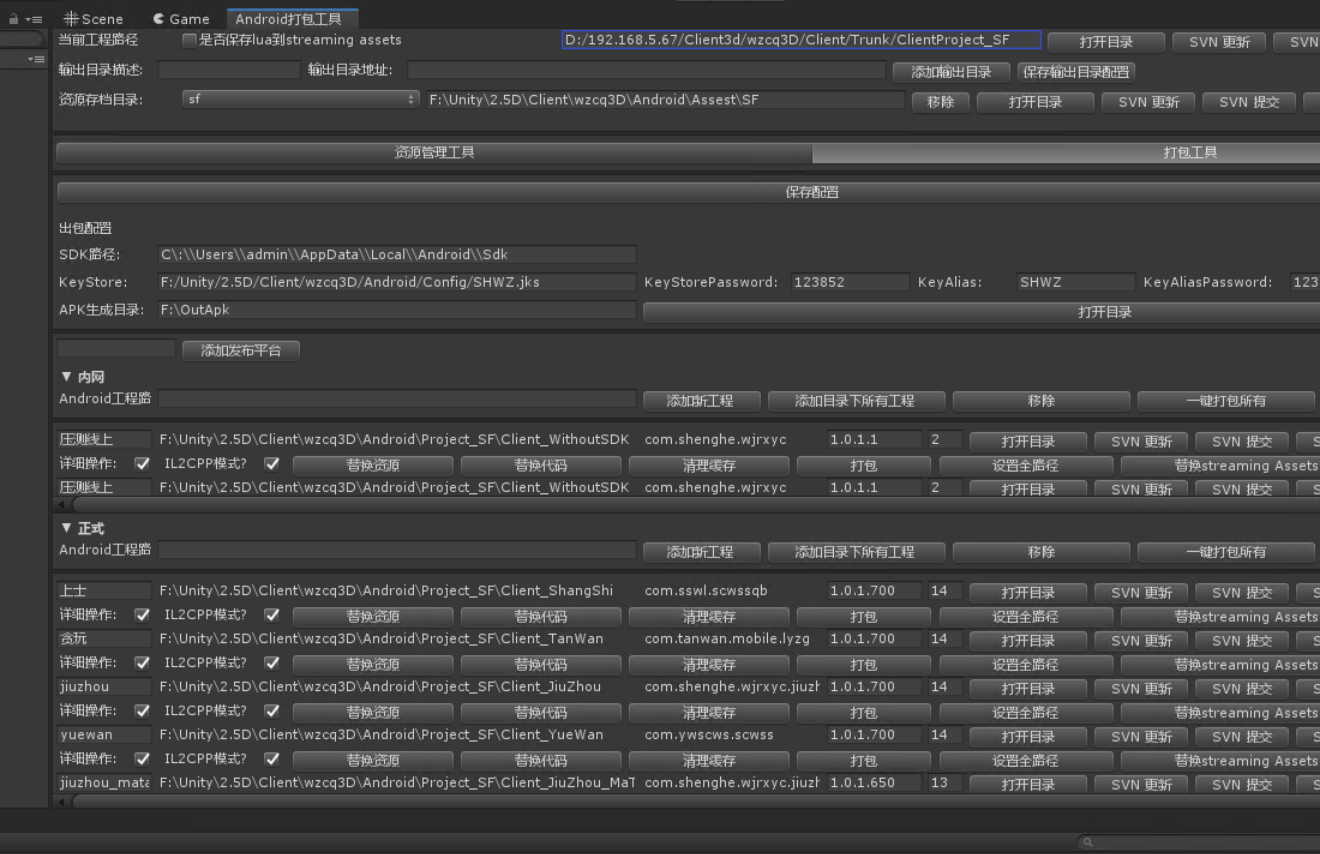 Scene Game Android打包工具
当前工程路径 是否保存lua到streaming assets D:/192.168.5.67/Client3d/wzcq3D/Client/Trunk/ClientProject_SF 打开目录 SVN 更新 SVN
输出目录描述: 输出目录地址: 添加输出目录 保存输出目录配置
资源存档目录: sf F:\Unity\2.5D\Client\wzcq3D\Android\Assest\SF 移除 打开目录 SVN 更新 SVN 提交
资源管理工具 打包工具
保存配置
出包配置
SDK路径: C\:\\Users\\admin\\AppData\\Local\\Android\\Sdk
KeyStore: F:/Unity/2.5D/Client/wzcq3D/Android/Config/SHWZ.jks KeyStorePassword: 123852 KeyAlias: SHWZ KeyAliasPassword: 123
APK生成目录: F:\OutApk 打开目录
添加发布平台
▼ 内网
Android工程路 添加新工程 添加目录下所有工程 移除 一键打包所有
压测线上 F:\Unity\2.5D\Client\wzcq3D\Android\Project_SF\Client_WithoutSDK com.shenghe.wjrxyc 1.0.1.1 2 打开目录 SVN 更新 SVN 提交 S
详细操作: IL2CPP模式? 替换资源 替换代码 清理缓存 打包 设置全路径 替换streaming Assets
压测线上 F:\Unity\2.5D\Client\wzcq3D\Android\Project_SF\Client_WithoutSDK com.shenghe.wjrxyc 1.0.1.1 2 打开目录 SVN 更新 SVN 提交 S
▼ 正式
Android工程路 添加新工程 添加目录下所有工程 移除 一键打包所有
上士 F:\Unity\2.5D\Client\wzcq3D\Android\Project_SF\Client_ShangShi com.sswl.scwssqb 1.0.1.700 14 打开目录 SVN 更新 SVN 提交 S
详细操作: IL2CPP模式? 替换资源 替换代码 清理缓存 打包 设置全路径 替换streaming Assets
贪玩 F:\Unity\2.5D\Client\wzcq3D\Android\Project_SF\Client_TanWan com.tanwan.mobile.lyzg 1.0.1.700 14 打开目录 SVN 更新 SVN 提交 S
详细操作: IL2CPP模式? 替换资源 替换代码 清理缓存 打包 设置全路径 替换streaming Assets
jiuzhou F:\Unity\2.5D\Client\wzcq3D\Android\Project_SF\Client_JiuZhou com.shenghe.wjrxyc.jiuzh 1.0.1.700 14 打开目录 SVN 更新 SVN 提交 S
详细操作: IL2CPP模式? 替换资源 替换代码 清理缓存 打包 设置全路径 替换streaming Assets
yuewan F:\Unity\2.5D\Client\wzcq3D\Android\Project_SF\Client_YueWan com.ywscws.scwss 1.0.1.700 14 打开目录 SVN 更新 SVN 提交 S
详细操作: IL2CPP模式? 替换资源 替换代码 清理缓存 打包 设置全路径 替换streaming Assets
jiuzhou_mata F:\Unity\2.5D\Client\wzcq3D\Android\Project_SF\Client_JiuZhou_MaT com.shenghe.wjrxyc.jiuzh 1.0.1.650 13 打开目录 SVN 更新 SVN 提交 S